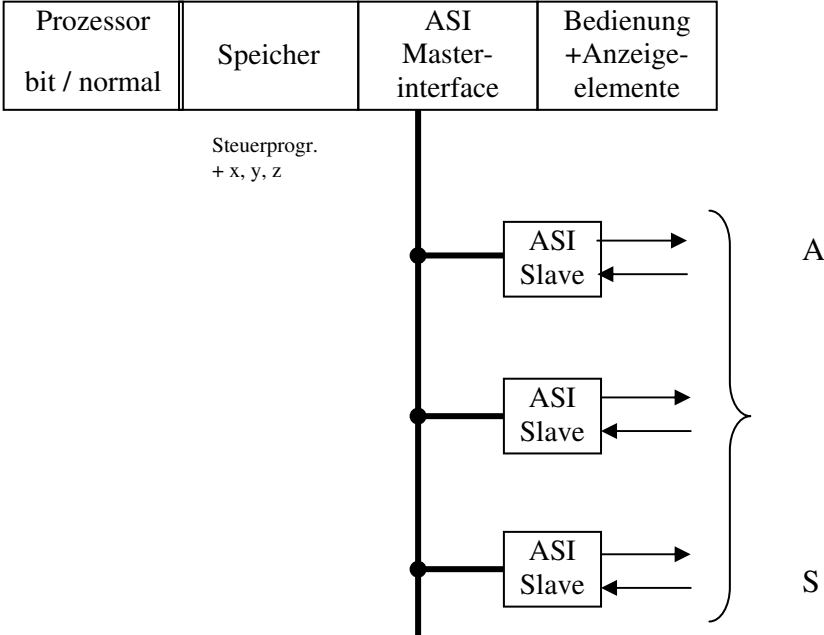 Prozessor
bit / normal
Speicher
ASI
Master-
interface
Bedienung
+Anzeige-
elemente
Steuerprogr.
+ x, y, z
ASI
Slave
A
ASI
Slave
ASI
Slave
S